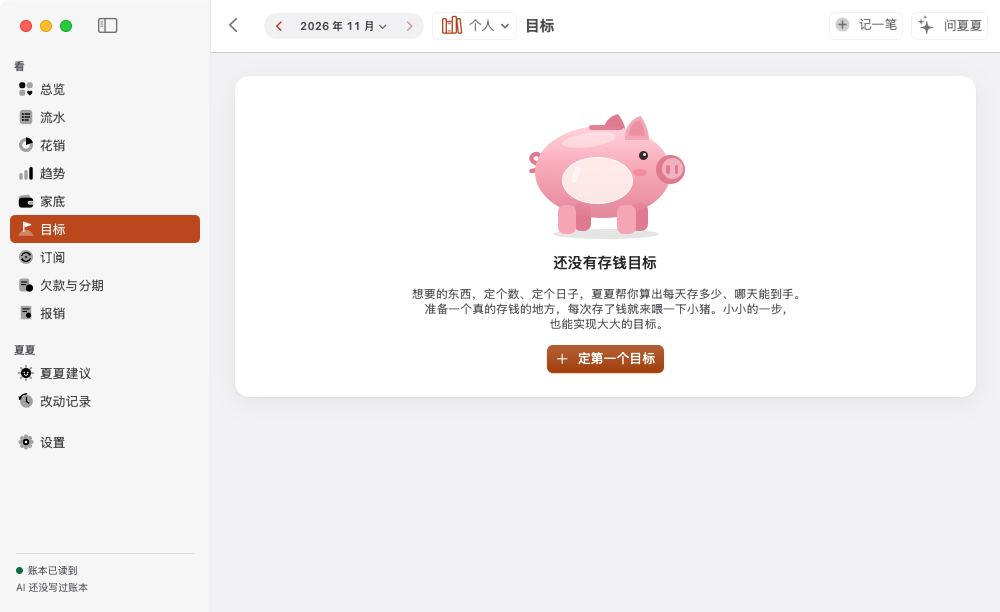 2026 年 11 月
个人
目标
记一笔
问夏夏
看
总览
流水
花销
趋势
家底
目标
订阅
欠款与分期
报销
夏夏
夏夏建议
改动记录
设置
账本已读到
AI 还没写过账本
还没有存钱目标
想要的东西，定个数、定个日子，夏夏帮你算出每天存多少、哪天能到手。
准备一个真的存钱的地方，每次存了钱就来喂一下小猪。小小的一步，
也能实现大大的目标。
定第一个目标